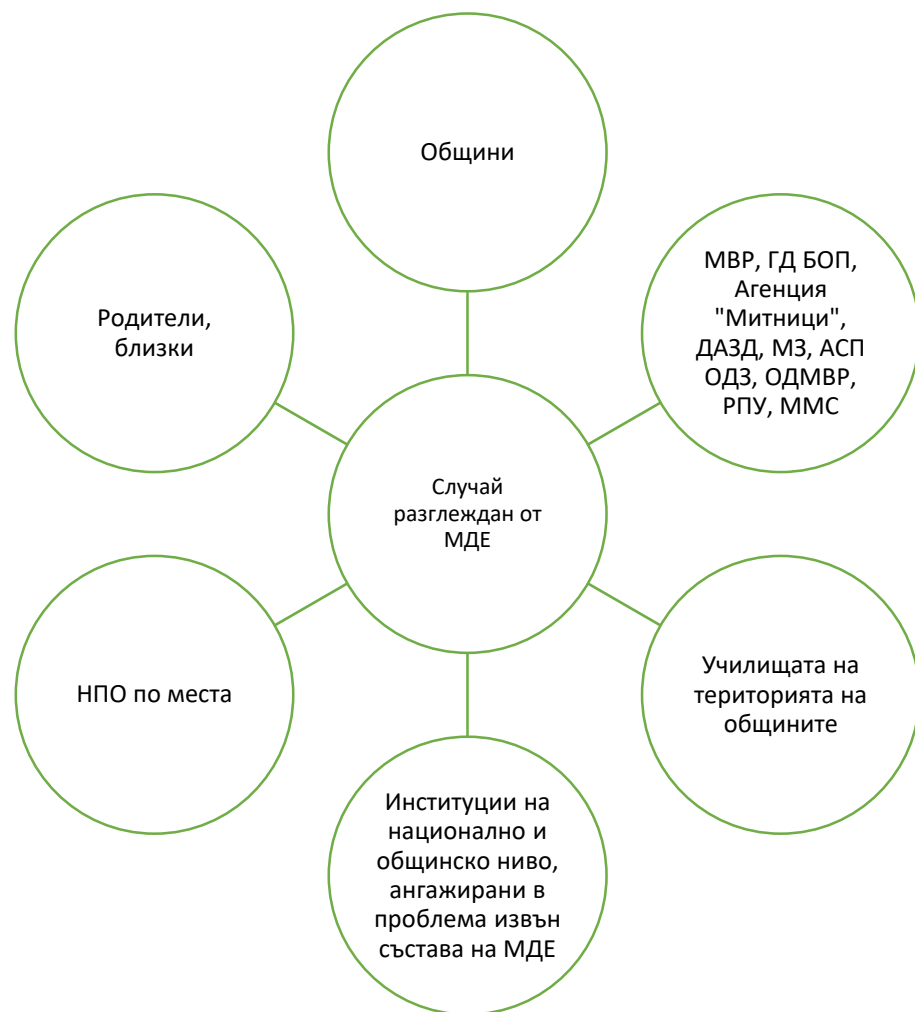 Общини
МВР, ГД БОП,
Агенция
"Митници",
ДАЗД, МЗ, АСП
ОДЗ, ОДМВР,
РПУ, ММС
Родители,
близки
Случай
разглеждан от
МДЕ
НПО по места
Училищата на
територията на
общините
Институции на
национално и
общинско ниво,
ангажирани в
проблема извън
състава на МДЕ